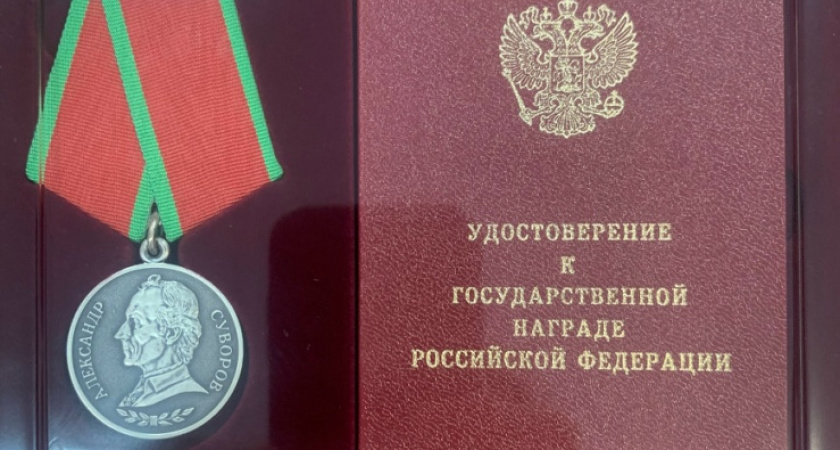 АЛЕКСАНДР СУВОРОВ
УДОСТОВЕРЕНИЕ
К
ГОСУДАРСТВЕННОЙ
НАГРАДЕ
РОССИЙСКОЙ ФЕДЕРАЦИИ